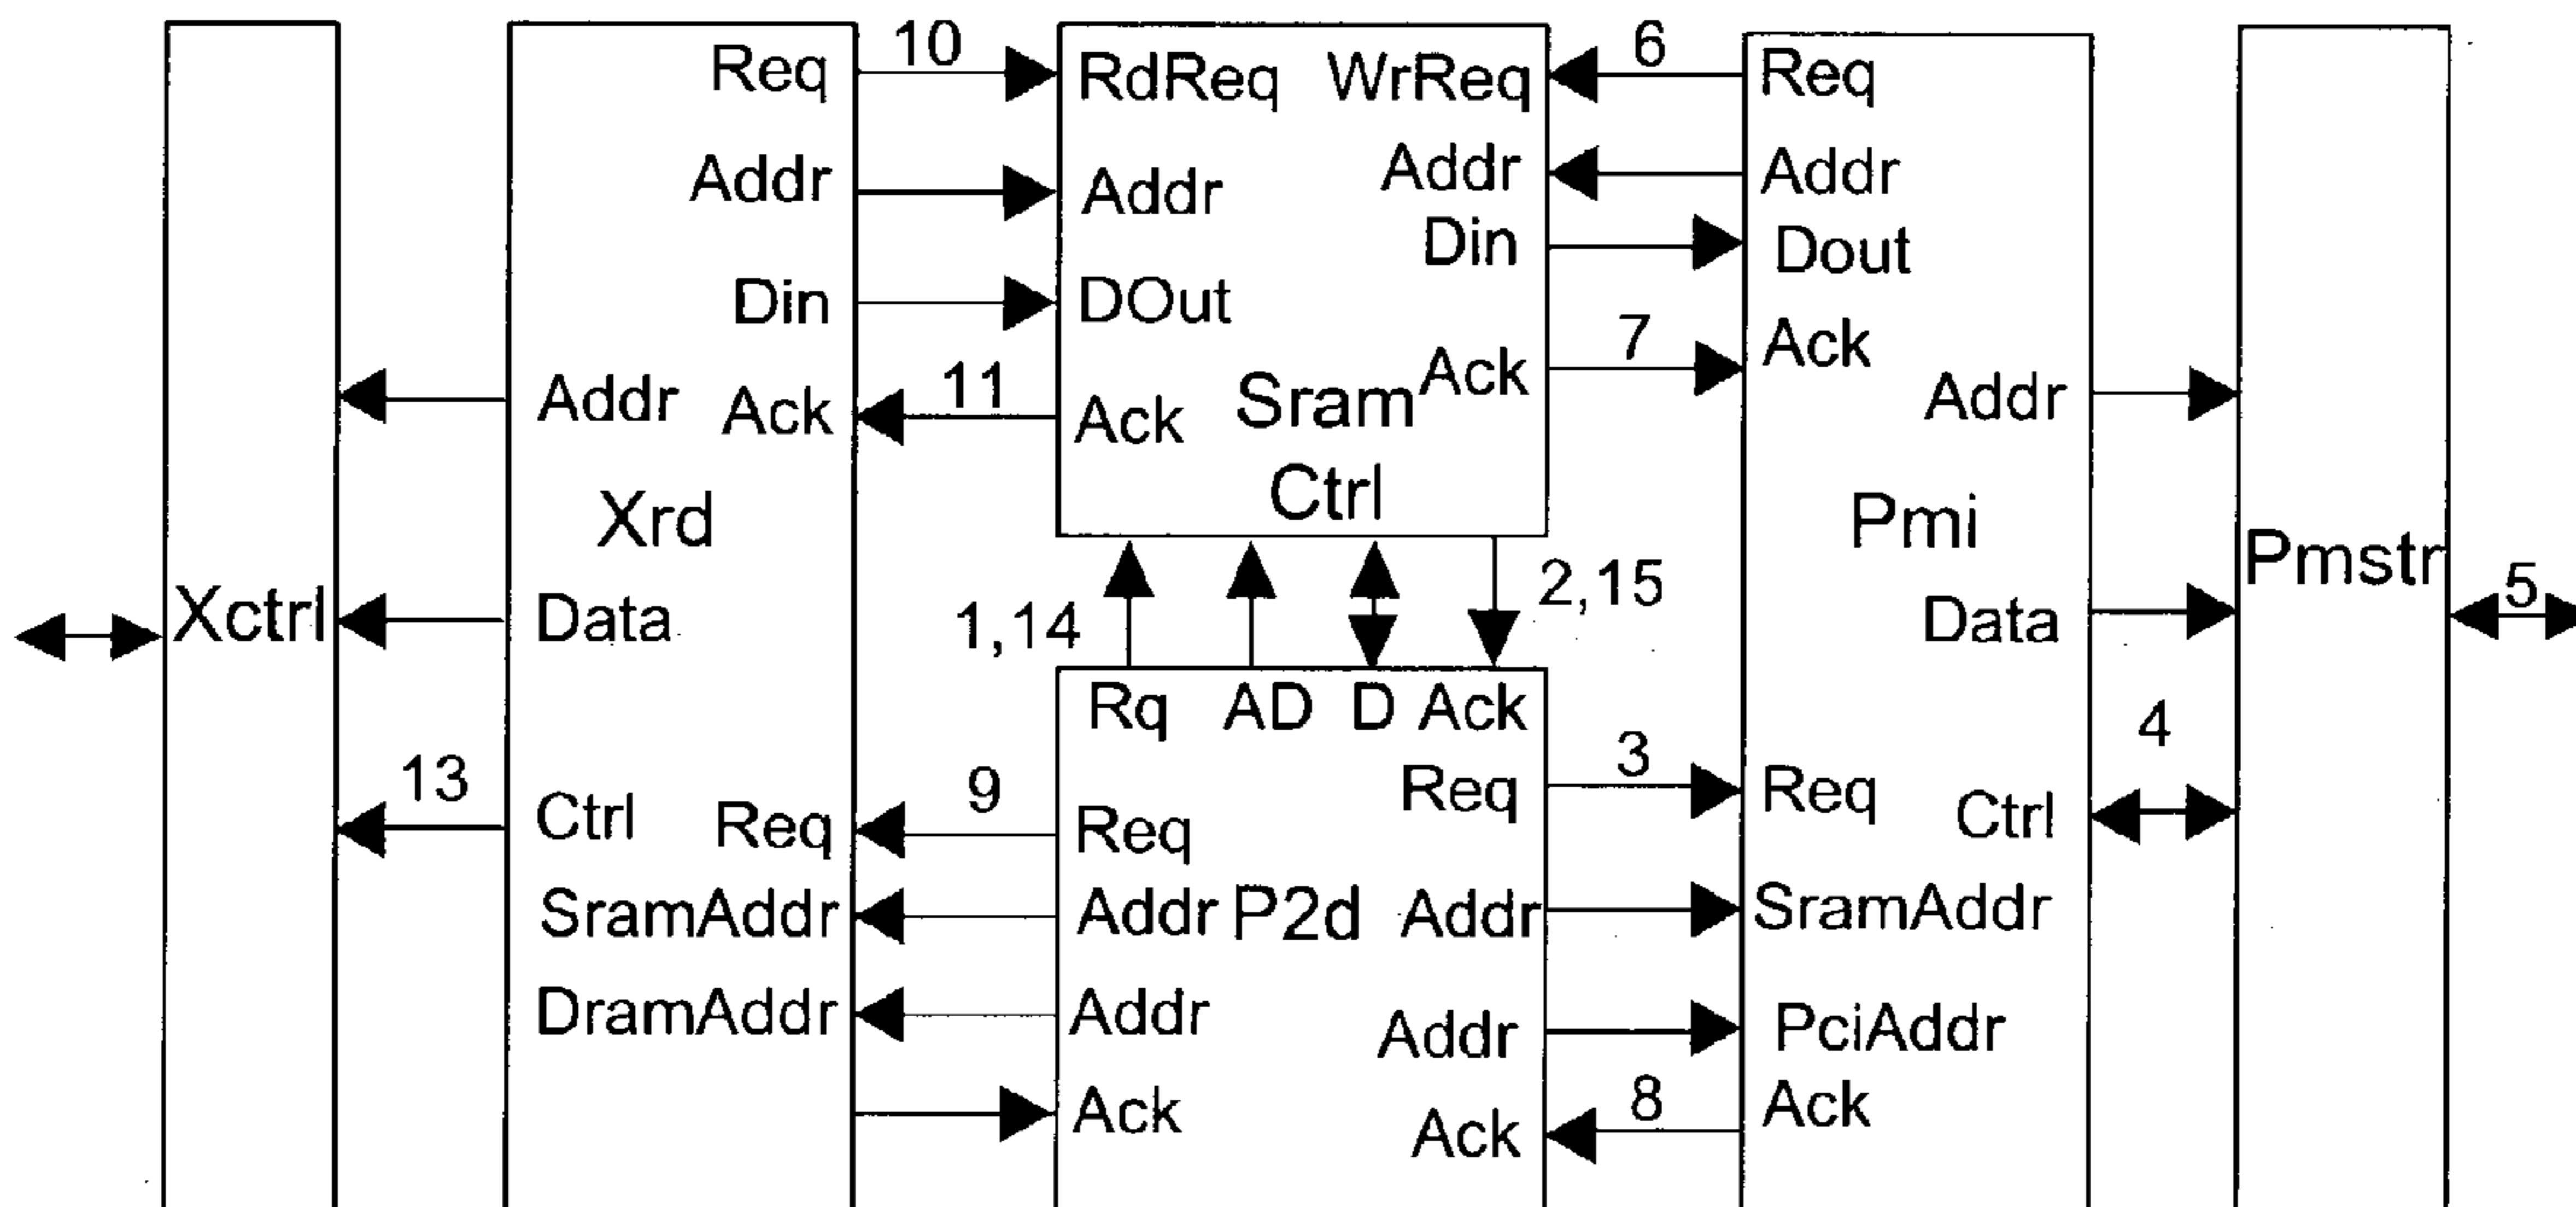 Req 10 RdReq WrReq 6 Req
Addr Addr Addr Addr
Din DOut Din Dout
Addr Ack 11 Ack Sram Ack 7 Ack Addr
Xrd Ctrl Pmi
Xctrl Data 1,14 2,15 Data Pmstr 5
Rq AD D Ack
13 9 3 4
Ctrl Req Req Req Req Ctrl
SramAddr Addr P2d Addr SramAddr
DramAddr Addr Addr PciAddr
Ack Ack 8 Ack